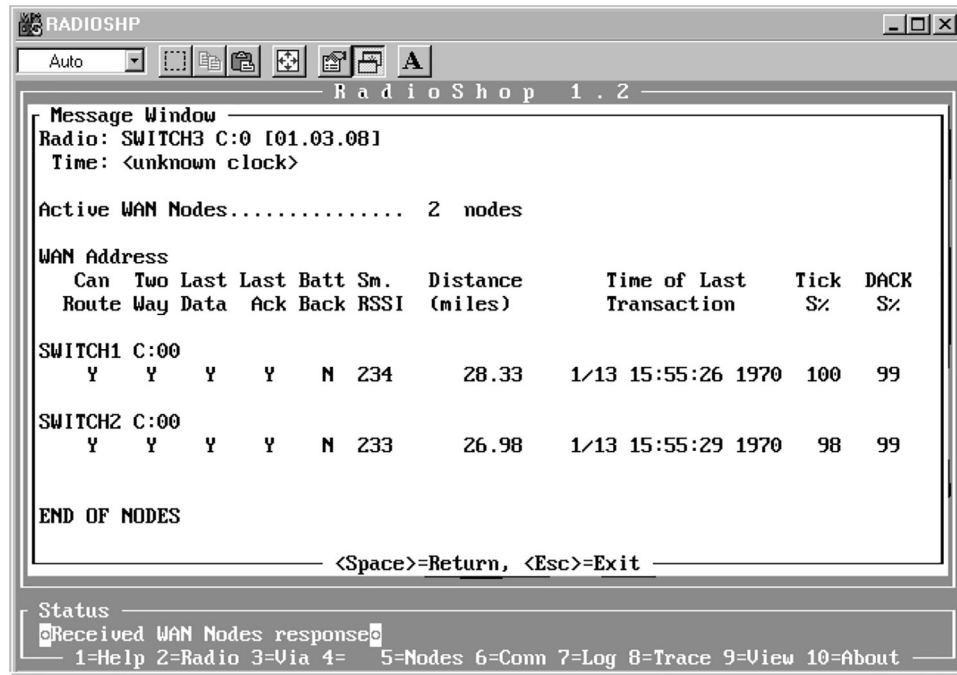 RADIOSHP
Auto
A
RadioShop 1.2
Message Window
Radio: SWITCH3 C:0 [01.03.08]
Time: <unknown clock>
Active WAN Nodes............... 2 nodes
WAN Address
Can Two Last Last Batt Sm. Distance Time of Last Tick DACK
Route Way Data Ack Back RSSI (miles) Transaction S% S%
SWITCH1 C:00
Y Y Y Y N 234 28.33 1/13 15:55:26 1970 100 99
SWITCH2 C:00
Y Y Y Y N 233 26.98 1/13 15:55:29 1970 98 99
END OF NODES
<Space>=Return, <Esc>=Exit
Status
Received WAN Nodes response
1=Help 2=Radio 3=Via 4= 5=Nodes 6=Conn 7=Log 8=Trace 9=View 10=About